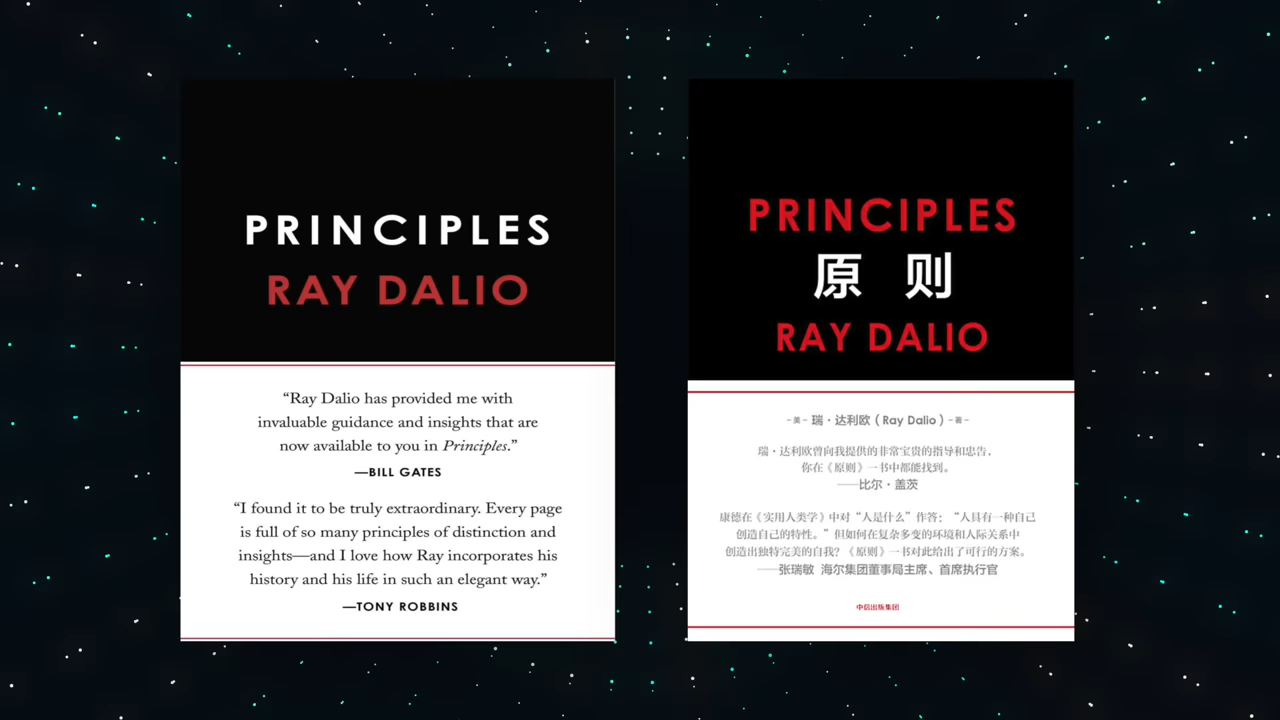 PRINCIPLES
RAY DALIO
“Ray Dalio has provided me with
invaluable guidance and insights that are
now available to you in Principles.”
—BILL GATES
“I found it to be truly extraordinary. Every page
is full of so many principles of distinction and
insights—and I love how Ray incorporates his
history and his life in such an elegant way.”
—TONY ROBBINS
PRINCIPLES
原 则
RAY DALIO
-美- 瑞·达利欧（Ray Dalio）-著-
瑞·达利欧曾向我提供的非常宝贵的指导和忠告，
你在《原则》一书中都能找到。
——比尔·盖茨
康德在《实用人类学》中对“人是什么”作答：“人具有一种自己
创造自己的特性。”但如何在复杂多变的环境和人际关系中
创造出独特完美的自我？《原则》一书对此给出了可行的方案。
——张瑞敏 海尔集团董事局主席、首席执行官
中信出版集团